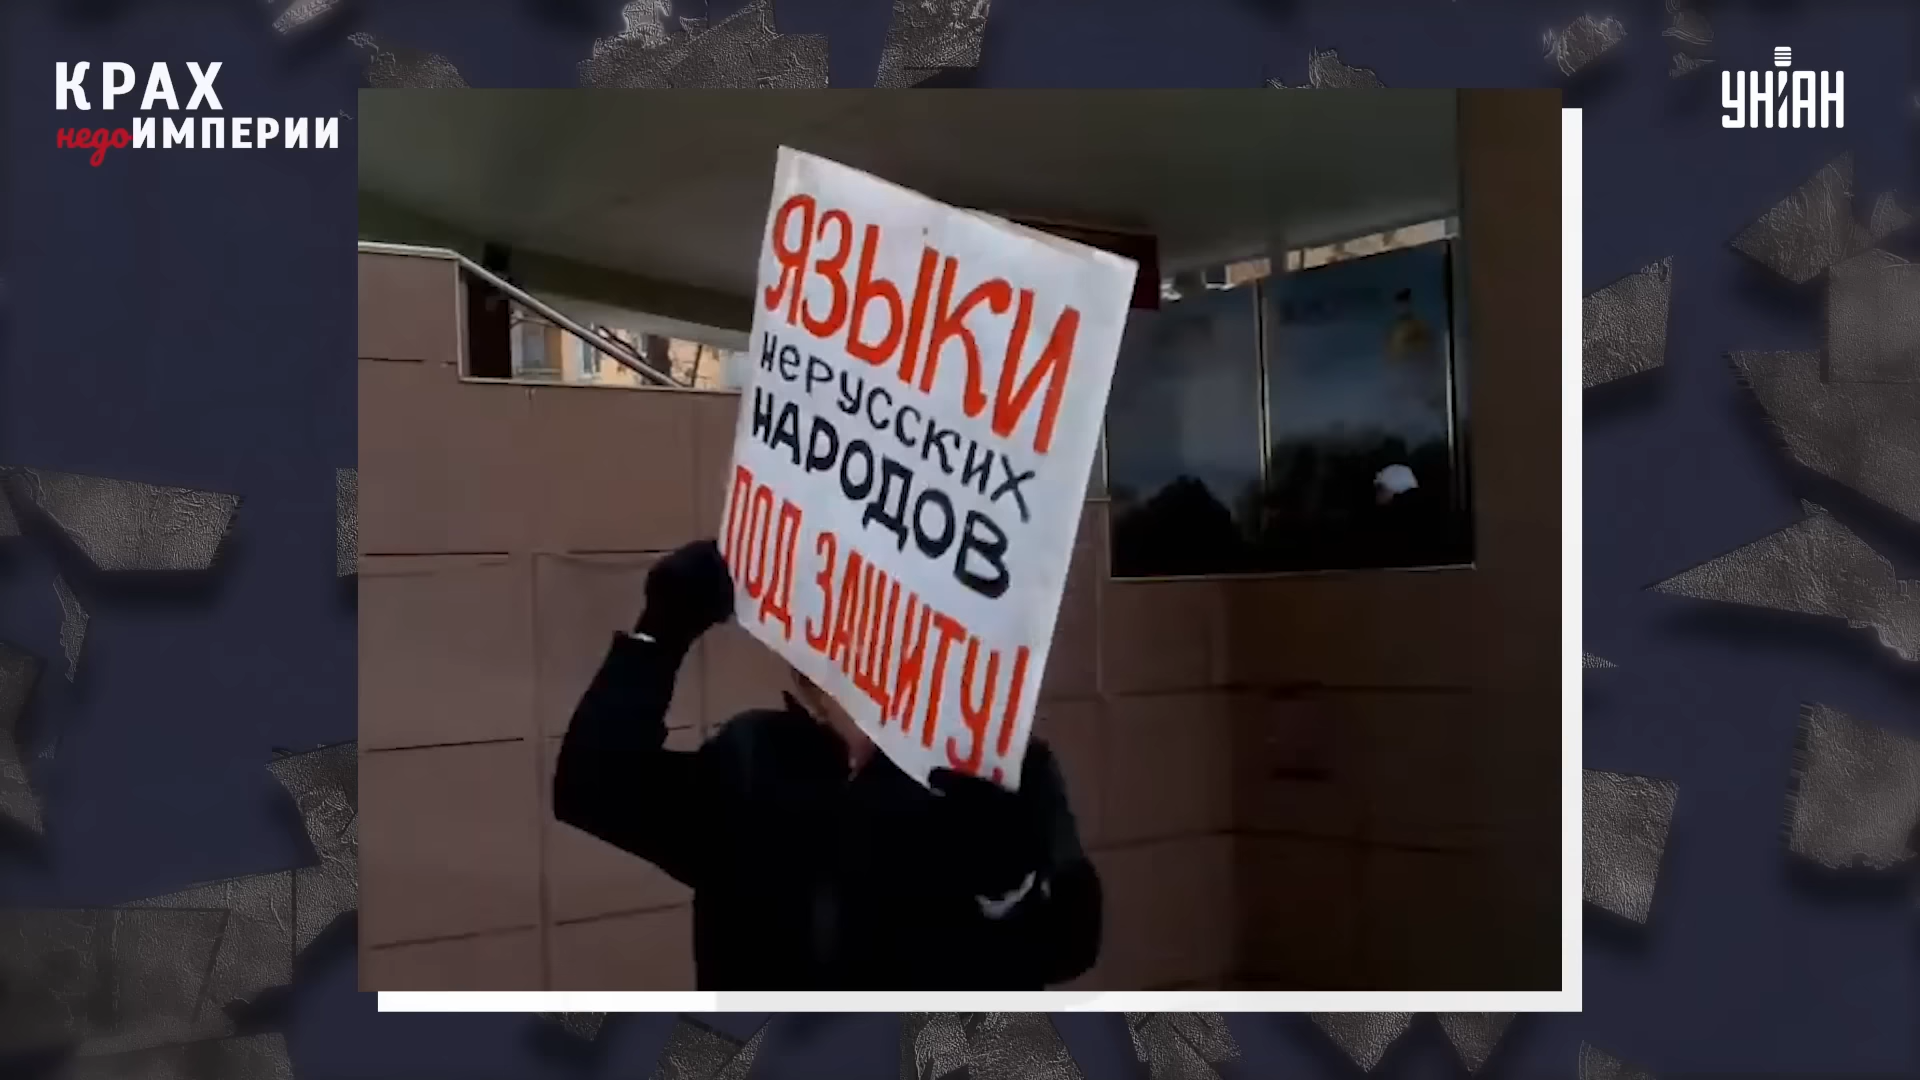 КРАХ
недоИМПЕРИИ
УНІАН
ЯЗЫКИ
НЕРУССКИХ
НАРОДОВ
ПОД ЗАЩИТУ!